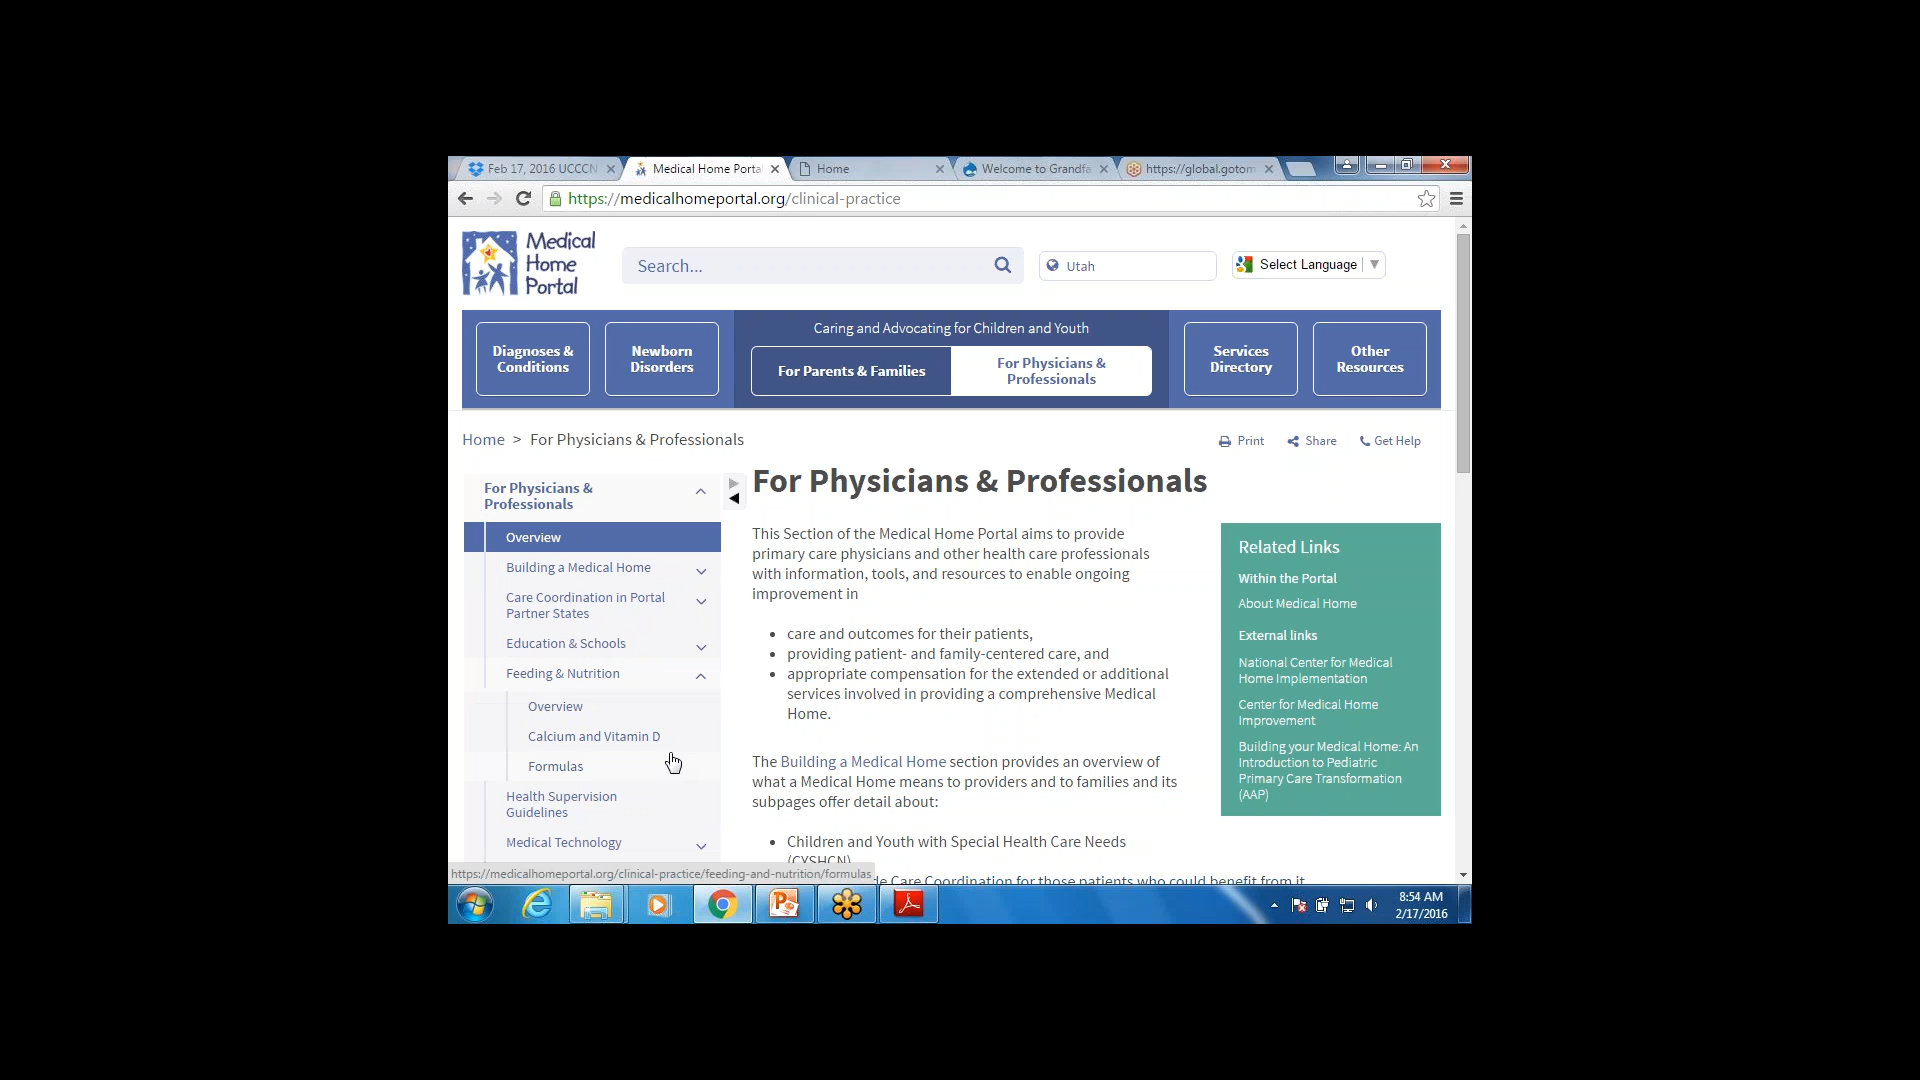 Feb 17, 2016 UCCCN
Medical Home Porta
Home
Welcome to Grandfa
https://global.gotom
https://medicalhomeportal.org/clinical-practice
Medical
Home
Portal
Search...
Utah
Select Language
Diagnoses &
Conditions
Newborn
Disorders
Caring and Advocating for Children and Youth
For Parents & Families
For Physicians &
Professionals
Services
Directory
Other
Resources
Home > For Physicians & Professionals
Print
Share
Get Help
For Physicians &
Professionals
Overview
Building a Medical Home
Care Coordination in Portal
Partner States
Education & Schools
Feeding & Nutrition
Overview
Calcium and Vitamin D
Formulas
Health Supervision
Guidelines
Medical Technology
For Physicians & Professionals
This Section of the Medical Home Portal aims to provide
primary care physicians and other health care professionals
with information, tools, and resources to enable ongoing
improvement in
• care and outcomes for their patients,
• providing patient- and family-centered care, and
• appropriate compensation for the extended or additional
services involved in providing a comprehensive Medical
Home.
The Building a Medical Home section provides an overview of
what a Medical Home means to providers and to families and its
subpages offer detail about:
• Children and Youth with Special Health Care Needs
(CYSHCN)
Care Coordination for those patients who could benefit from it
Related Links
Within the Portal
About Medical Home
External links
National Center for Medical
Home Implementation
Center for Medical Home
Improvement
Building your Medical Home: An
Introduction to Pediatric
Primary Care Transformation
(AAP)
https://medicalhomeportal.org/clinical-practice/feeding-and-nutrition/formulas
8:54 AM
2/17/2016